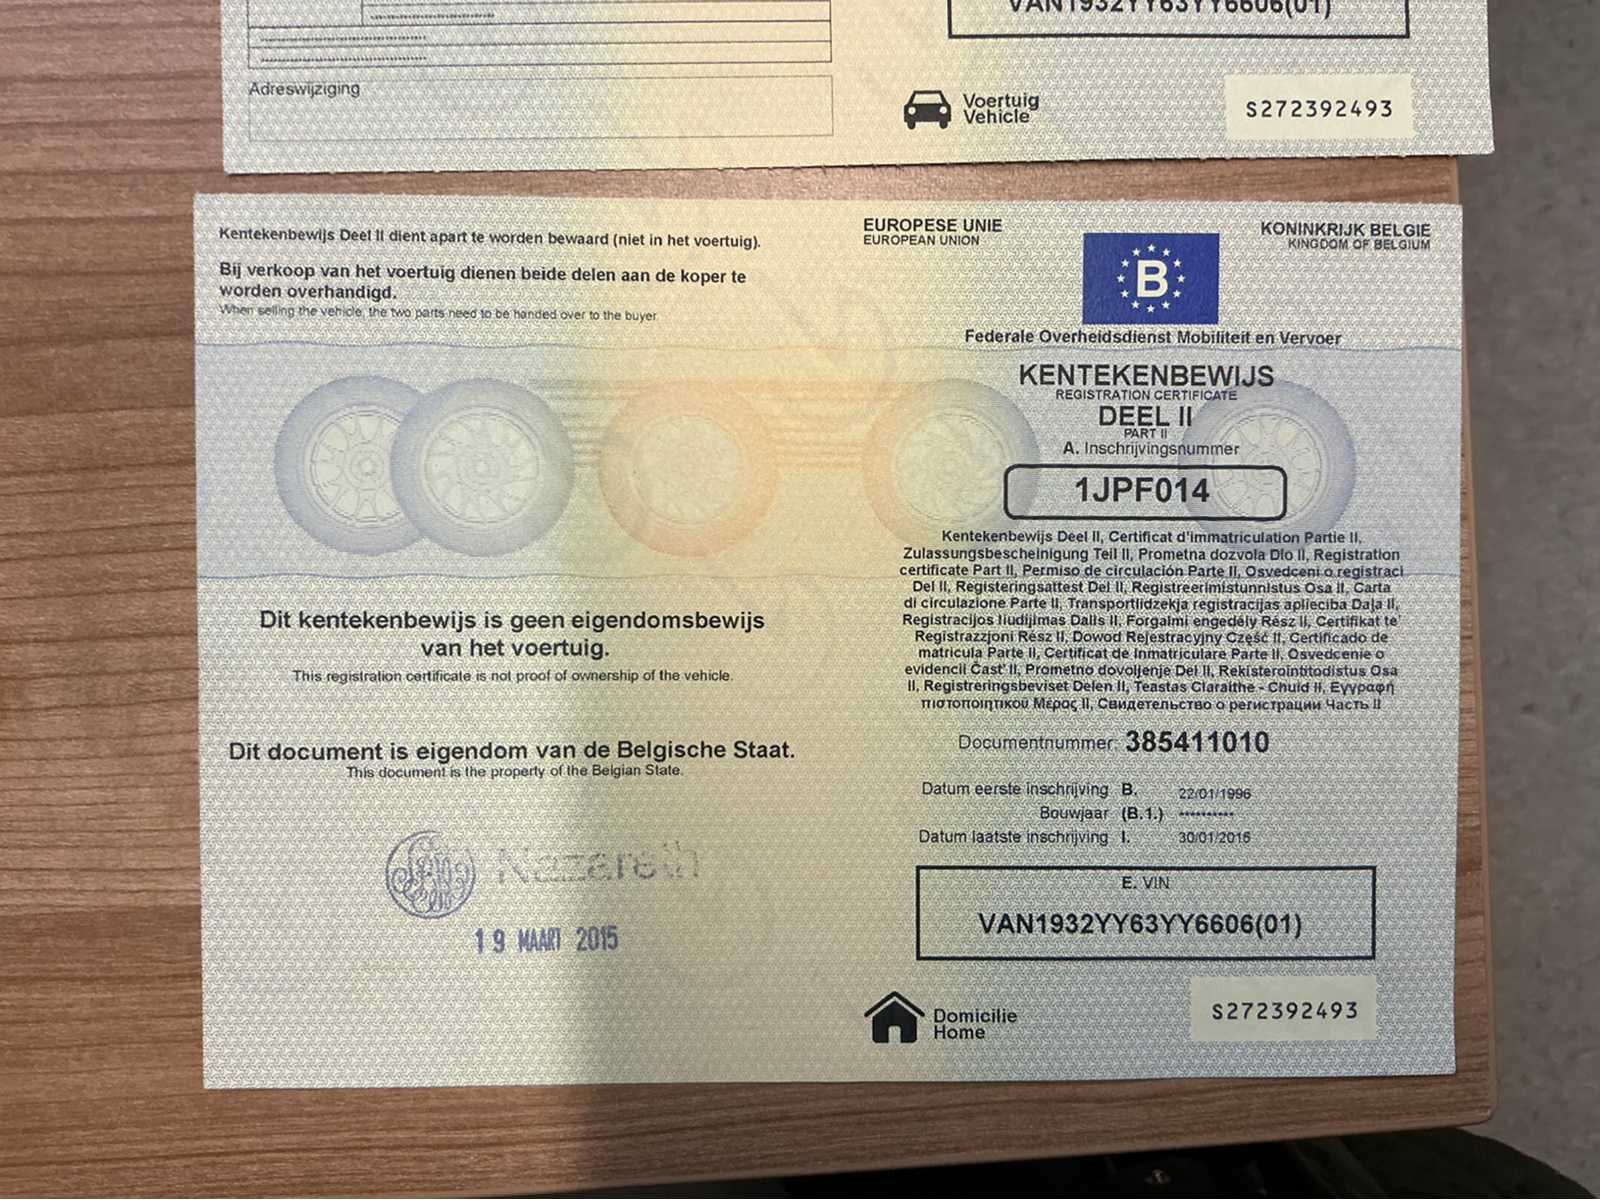 VAN1932YY63YY6606(01)
Adreswijziging
Voertuig
Vehicle
S272392493
Kentekenbewijs Deel II dient apart te worden bewaard (niet in het voertuig).
Bij verkoop van het voertuig dienen beide delen aan de koper te
worden overhandigd.
When selling the vehicle, the two parts need to be handed over to the buyer
EUROPESE UNIE
EUROPEAN UNION
B
KONINKRIJK BELGIE
KINGDOM OF BELGIUM
Federale Overheidsdienst Mobiliteit en Vervoer
KENTEKENBEWIJS
REGISTRATION CERTIFICATE
DEEL II
PART II
A. Inschrijvingsnummer
1JPF014
Kentekenbewijs Deel II, Certificat d'immatriculation Partie II,
Zulassungsbescheinigung Teil II, Prometna dozvola Dio II, Registration
certificate Part II, Permiso de circulación Parte II, Osvedceni o registraci
Del II, Registeringsattest Del II, Registreerimistunnistus Osa II, Carta
di circulazione Parte II, Transportlidzekja registracijas aplieciba Daļa II,
Registracijos liudijimas Dalis II, Forgalmi engedély Rész II, Certifikat te'
Registrazzjoni Rész II, Dowod Rejestracyjny Część II, Certificado de
matricula Parte II, Certificat de Inmatriculare Parte II, Osvedcenie o
evidencii Čast' II, Prometno dovoljenje Del II, Rekisterointitodistus Osa
II, Registreringsbeviset Delen II, Teastas Claraithe - Chuid II, Εγγραφή
πιστοποιητικού Μέρος II, Свидетельство о регистрации Часть II
Dit kentekenbewijs is geen eigendomsbewijs
van het voertuig.
This registration certificate is not proof of ownership of the vehicle.
Dit document is eigendom van de Belgische Staat.
This document is the property of the Belgian State.
Nazareth
19 MAART 2015
Documentnummer: 385411010
Datum eerste inschrijving B. 22/01/1996
Bouwjaar (B.1.) **********
Datum laatste inschrijving I. 30/01/2015
E. VIN
VAN1932YY63YY6606(01)
Domicilie
Home
S272392493